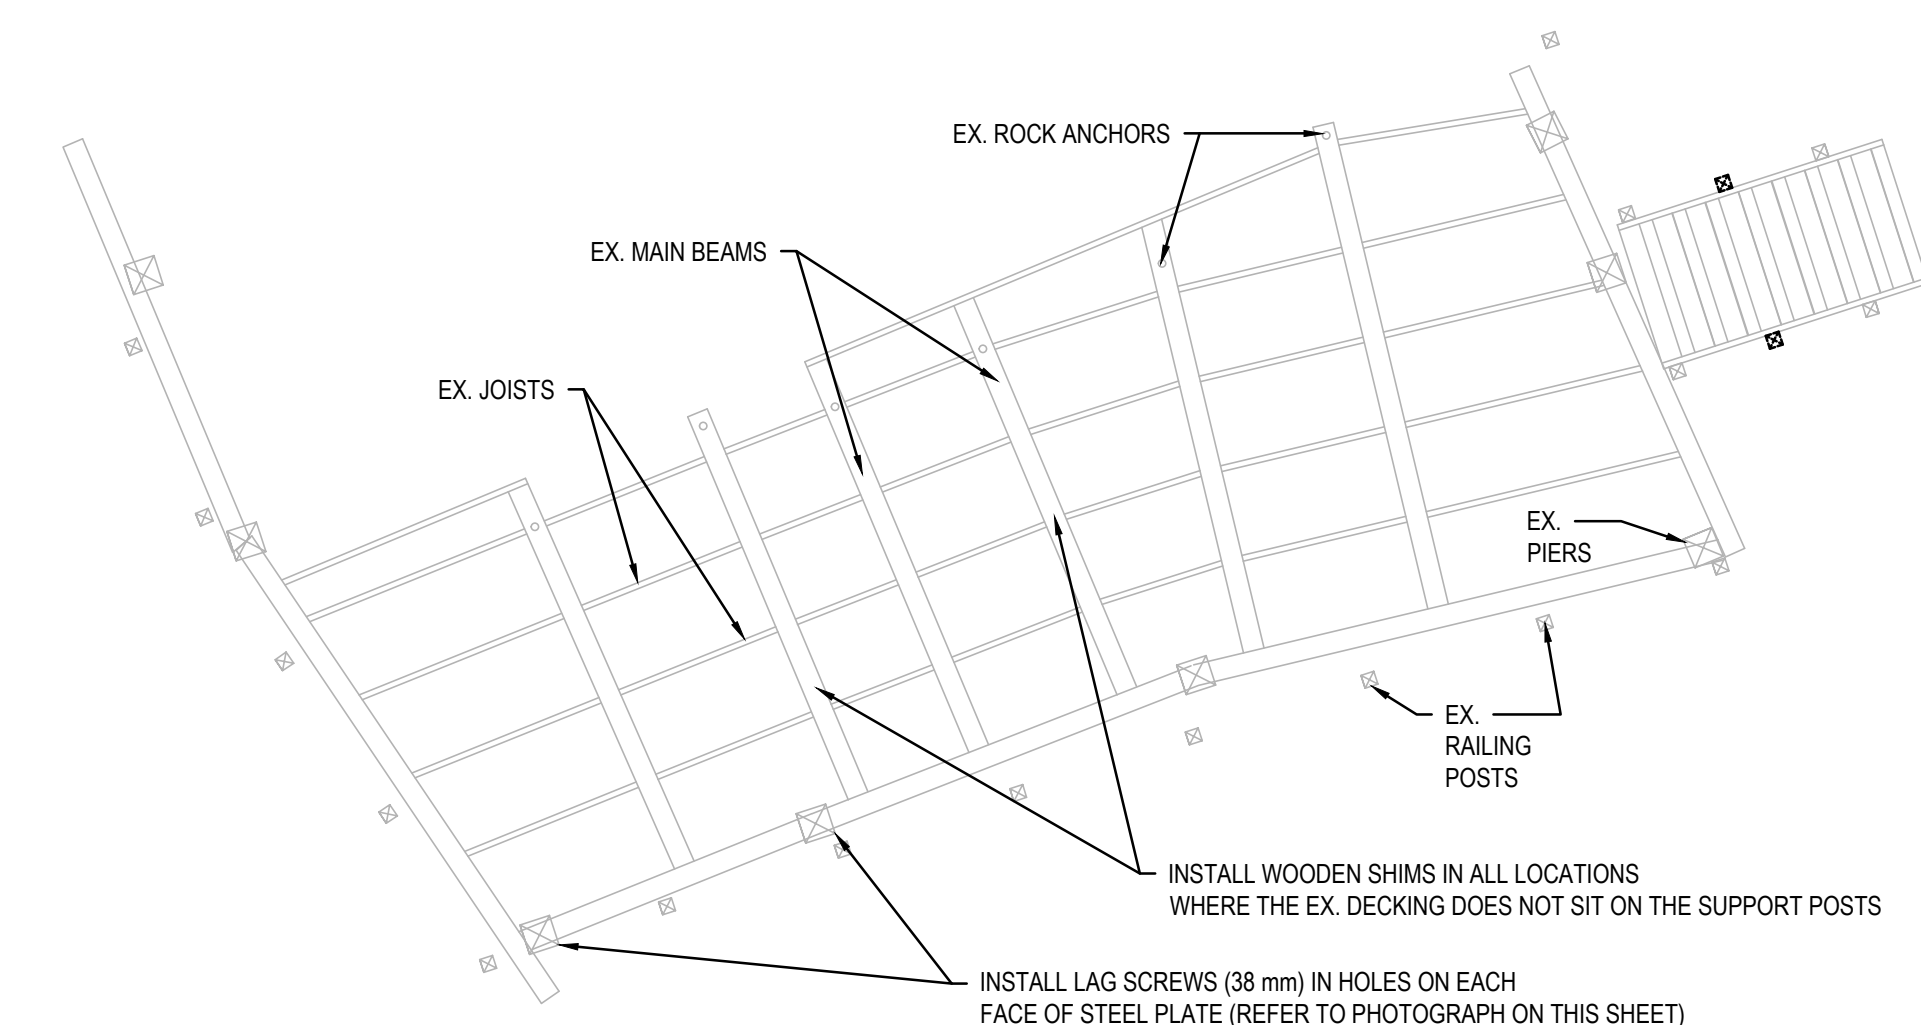 EX. ROCK ANCHORS
EX. MAIN BEAMS
EX. JOISTS
EX.
PIERS
EX.
RAILING
POSTS
INSTALL WOODEN SHIMS IN ALL LOCATIONS
WHERE THE EX. DECKING DOES NOT SIT ON THE SUPPORT POSTS
INSTALL LAG SCREWS (38 mm) IN HOLES ON EACH
FACE OF STEEL PLATE (REFER TO PHOTOGRAPH ON THIS SHEET)